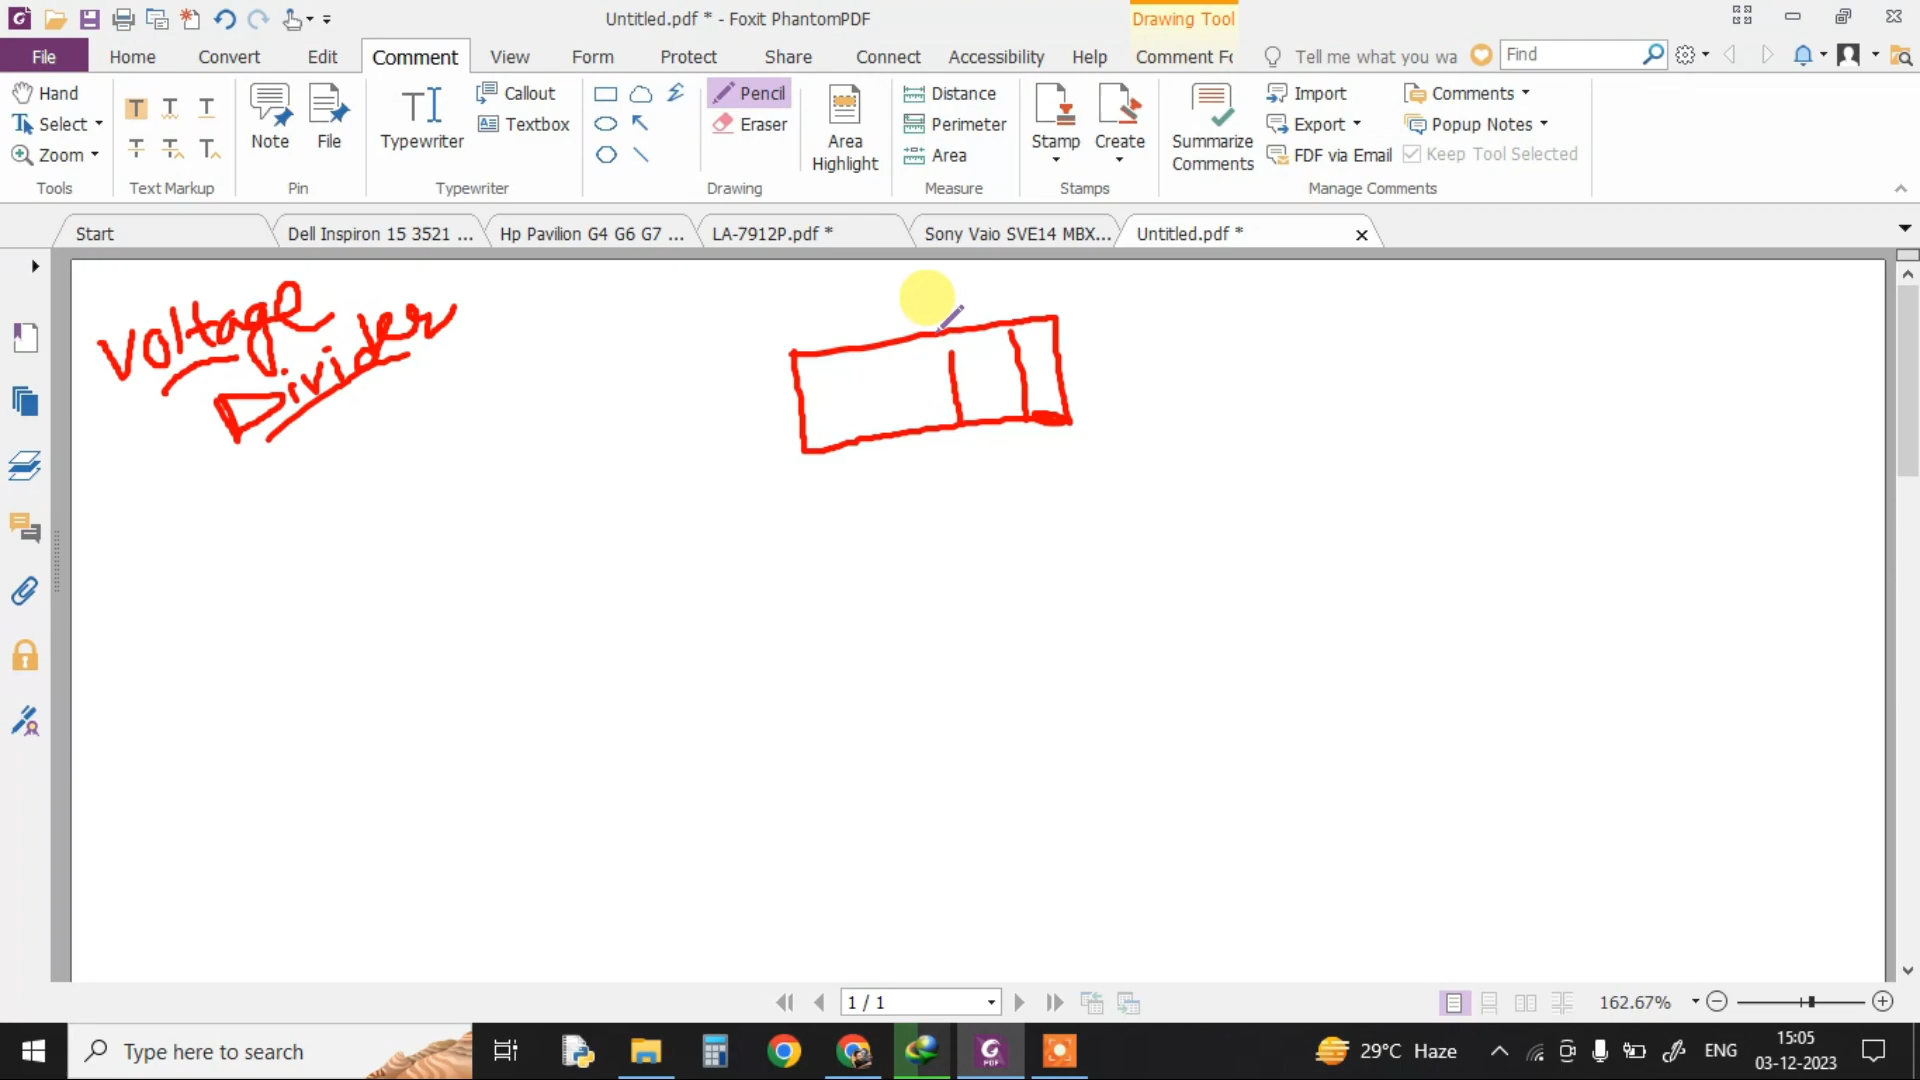 Untitled.pdf * - Foxit PhantomPDF
Drawing Tool
File Home Convert Edit Comment View Form Protect Share Connect Accessibility Help Comment Fo Tell me what you wa Find
Hand
Select
Zoom
Tools
Text Markup
Note
File
Pin
Typewriter
Callout
Textbox
Typewriter
Pencil
Eraser
Drawing
Area
Highlight
Distance
Perimeter
Area
Measure
Stamp
Create
Stamps
Summarize
Comments
Import
Export
FDF via Email
Comments
Popup Notes
Keep Tool Selected
Manage Comments
Start
Dell Inspiron 15 3521 ...
Hp Pavilion G4 G6 G7 ...
LA-7912P.pdf *
Sony Vaio SVE14 MBX...
Untitled.pdf *
Voltage
Divider
1 / 1
162.67%
Type here to search
PDF
29°C Haze
ENG
15:05
03-12-2023